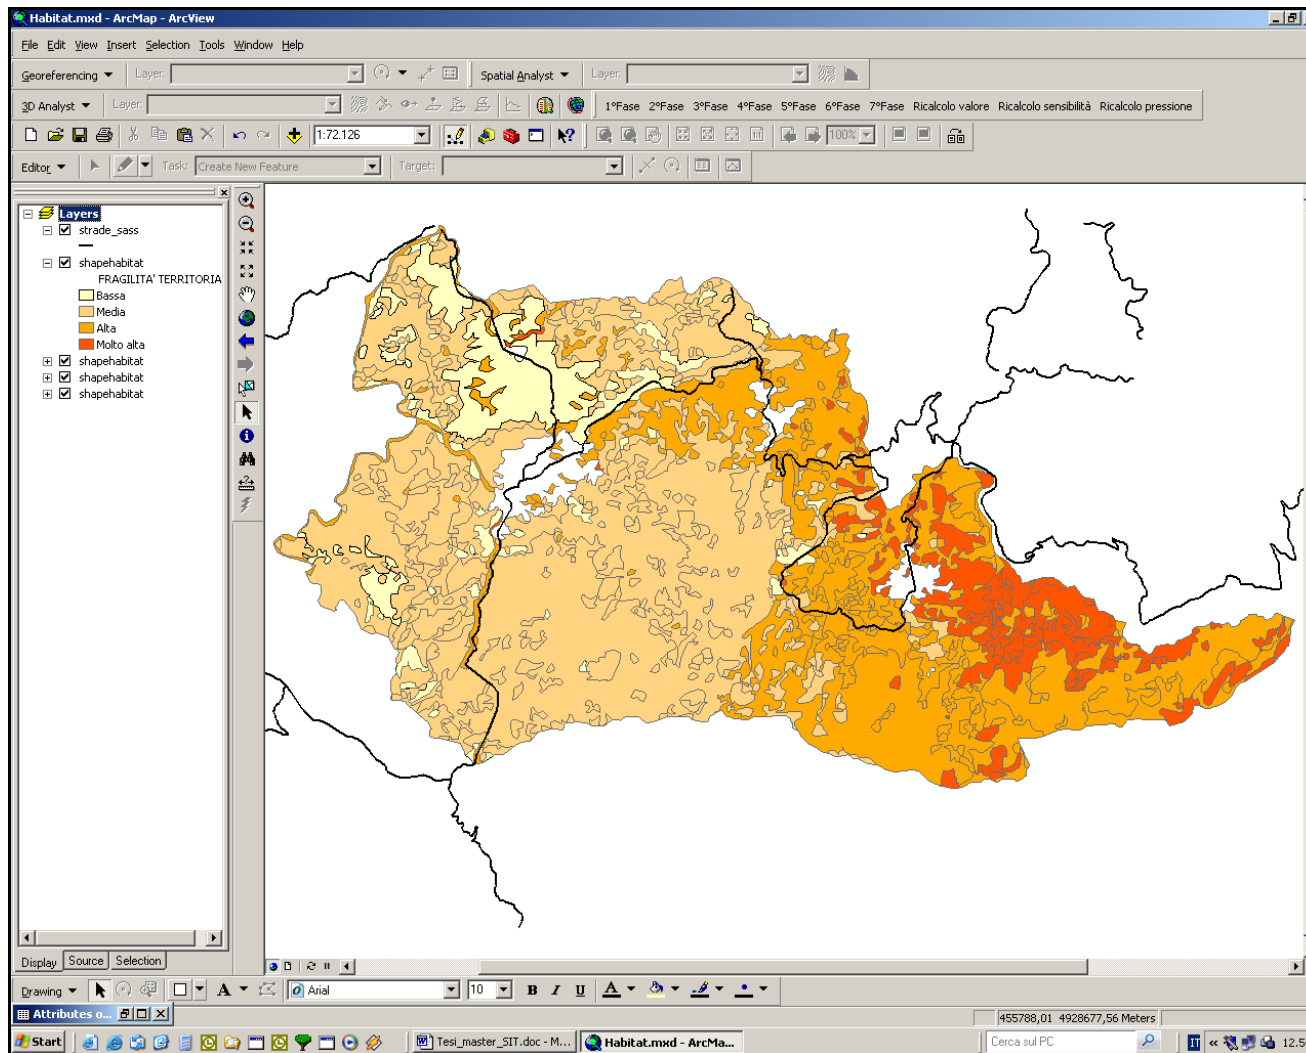 Habitat.mxd - ArcMap - ArcView
File Edit View Insert Selection Tools Window Help
Georeferencing Layer: Spatial Analyst Layer:
3D Analyst Layer: 1°Fase 2°Fase 3°Fase 4°Fase 5°Fase 6°Fase 7°Fase Ricalcolo valore Ricalcolo sensibilità Ricalcolo pressione
1:72.126 100%
Editor Task: Create New Feature Target:
Layers
strade_sass
shapehabitat
FRAGILITA' TERRITORIA
Bassa
Media
Alta
Molto alta
shapehabitat
shapehabitat
shapehabitat
Display Source Selection
Drawing A Arial 10 B I U A
Attributes o...
455788,01 4928677,56 Meters
Start Tesi_master_SIT.doc - M... Habitat.mxd - ArcMa... Cerca sul PC IT « 12.5